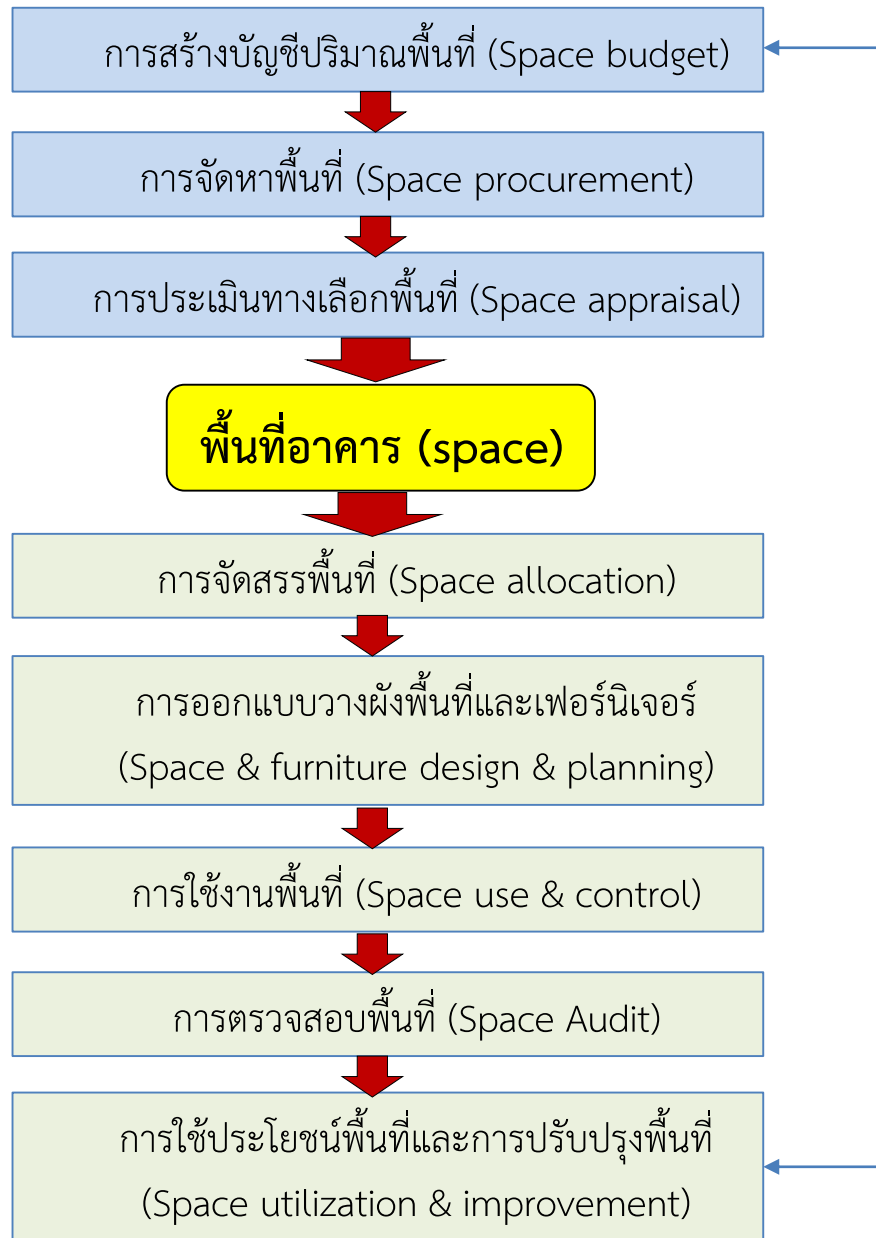 การสร้างบัญชีปริมาณพื้นที่ (Space budget)
การจัดหาพื้นที่ (Space procurement)
การประเมินทางเลือกพื้นที่ (Space appraisal)
พื้นที่อาคาร (space)
การจัดสรรพื้นที่ (Space allocation)
การออกแบบวางผังพื้นที่และเฟอร์นิเจอร์
(Space & furniture design & planning)
การใช้งานพื้นที่ (Space use & control)
การตรวจสอบพื้นที่ (Space Audit)
การใช้ประโยชน์พื้นที่และการปรับปรุงพื้นที่
(Space utilization & improvement)